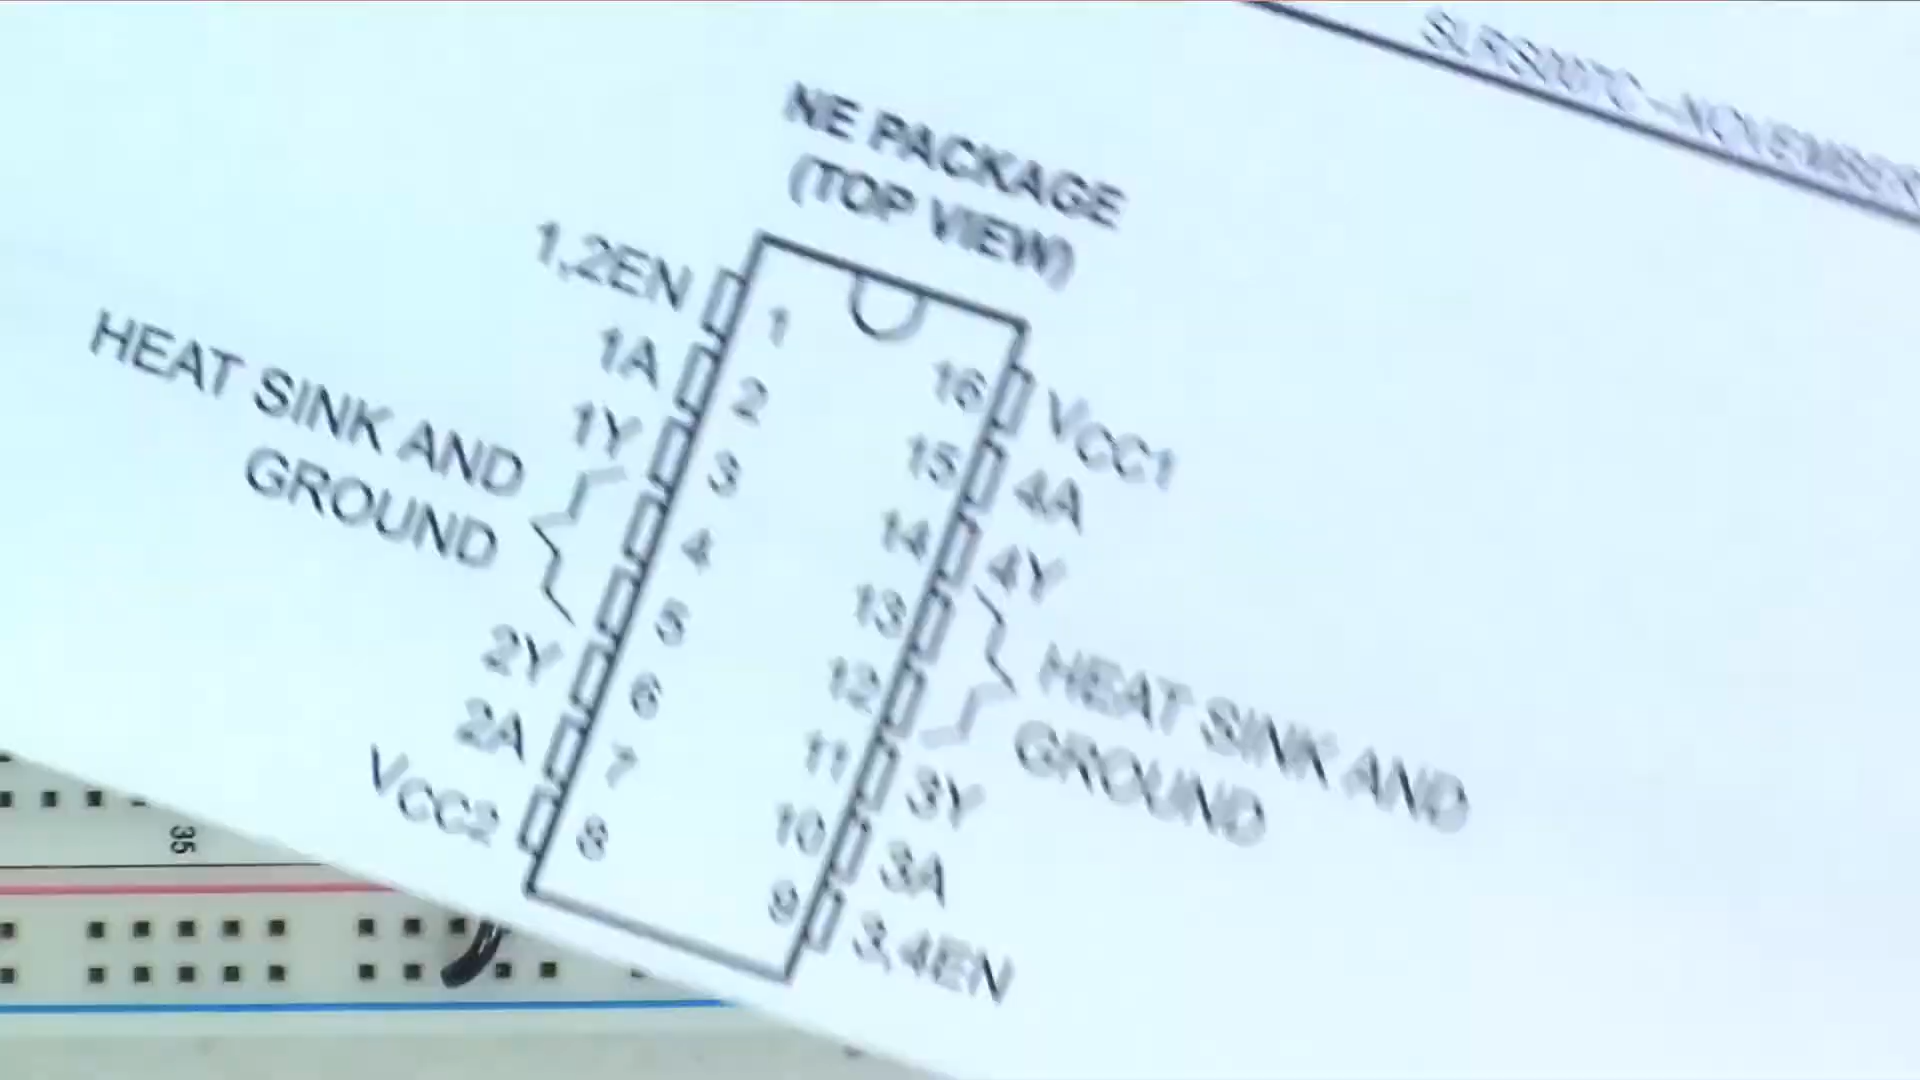 NE PACKAGE
(TOP VIEW)
1,2EN
1A
1Y
HEAT SINK AND
GROUND
2Y
2A
VCC2
1
2
3
4
5
6
7
8
16
15
14
13
12
11
10
9
VCC1
4A
4Y
HEAT SINK AND
GROUND
3Y
3A
3,4EN
35